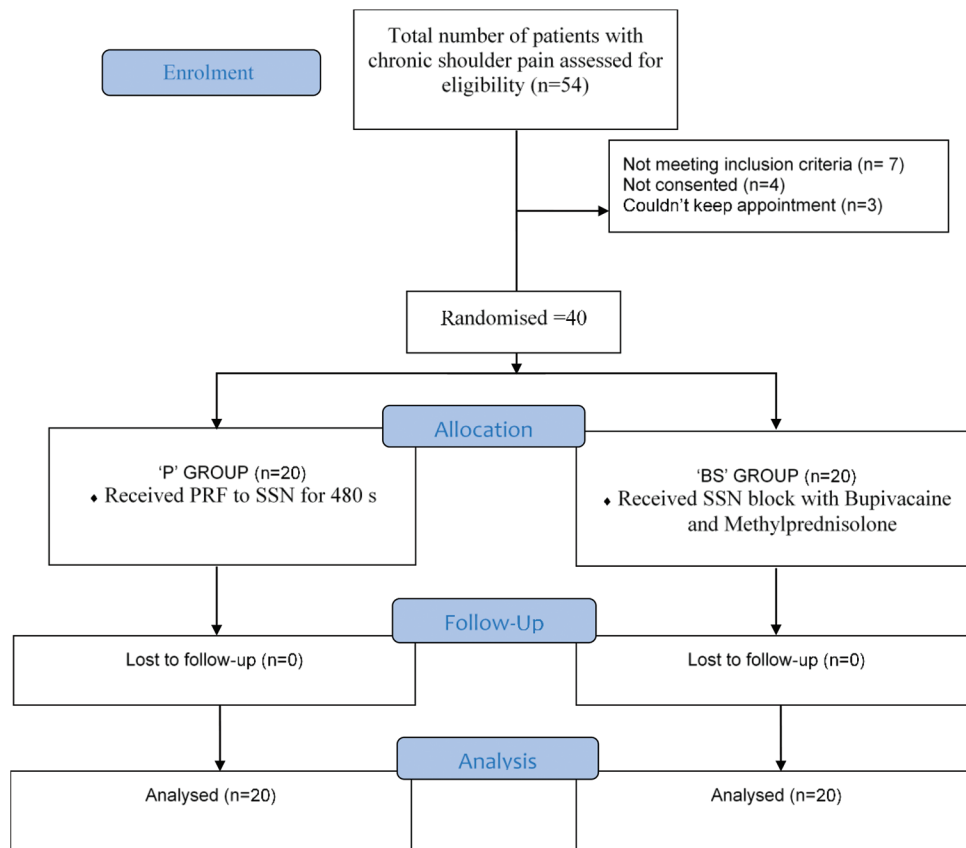 Total number of patients with
chronic shoulder pain assessed for
eligibility (n=54)
Enrolment
Not meeting inclusion criteria (n= 7)
Not consented (n=4)
Couldn't keep appointment (n=3)
Randomised =40
Allocation
'P' GROUP (n=20)
⬧ Received PRF to SSN for 480 s
'BS' GROUP (n=20)
⬧ Received SSN block with Bupivacaine
and Methylprednisolone
Follow-Up
Lost to follow-up (n=0)
Lost to follow-up (n=0)
Analysis
Analysed (n=20)
Analysed (n=20)